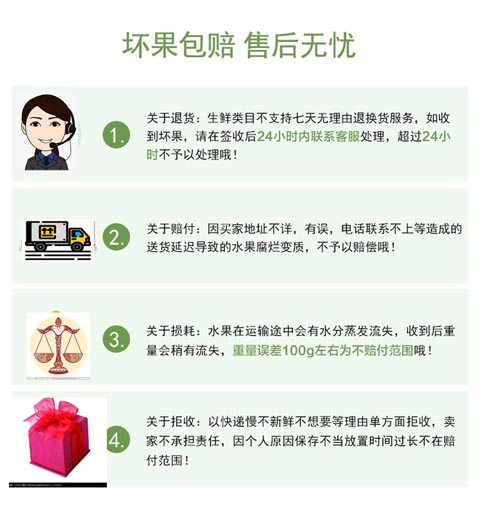 坏果包赔 售后无忧
1.
关于退货：生鲜类目不支持七天无理由退换货服务，如收
到坏果，请在签收后24小时内联系客服处理，超过24小
时不予以处理哦！
2.
关于赔付：因买家地址不详，有误，电话联系不上等造成的
送货延迟导致的水果腐烂变质，不予以赔偿哦！
3.
关于损耗：水果在运输途中会有水分蒸发流失，收到后重
量会稍有流失，重量误差100g左右为不赔付范围哦！
4.
关于拒收：以快递慢不新鲜不想要等理由单方面拒收，卖
家不承担责任，因个人原因保存不当放置时间过长不在赔
付范围！